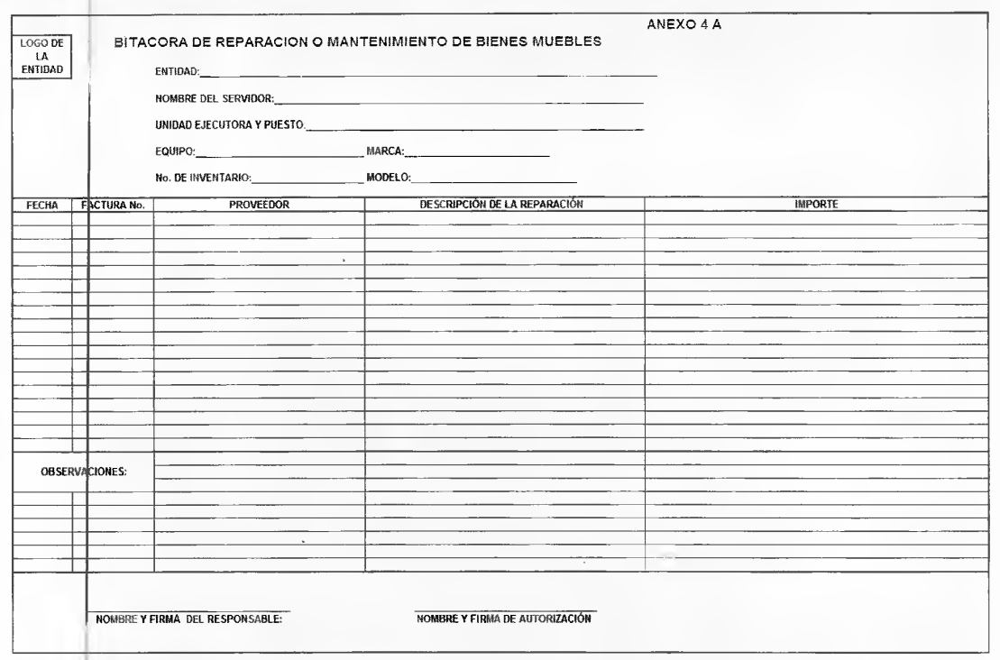 ANEXO 4 A
LOGO DE
LA
ENTIDAD
BITACORA DE REPARACION O MANTENIMIENTO DE BIENES MUEBLES
ENTIDAD:
NOMBRE DEL SERVIDOR:
UNIDAD EJECUTORA Y PUESTO:
EQUIPO: MARCA:
No. DE INVENTARIO: MODELO:
FECHA FACTURA No. PROVEEDOR DESCRIPCIÓN DE LA REPARACIÓN IMPORTE
OBSERVACIONES:
NOMBRE Y FIRMA DEL RESPONSABLE: NOMBRE Y FIRMA DE AUTORIZACIÓN